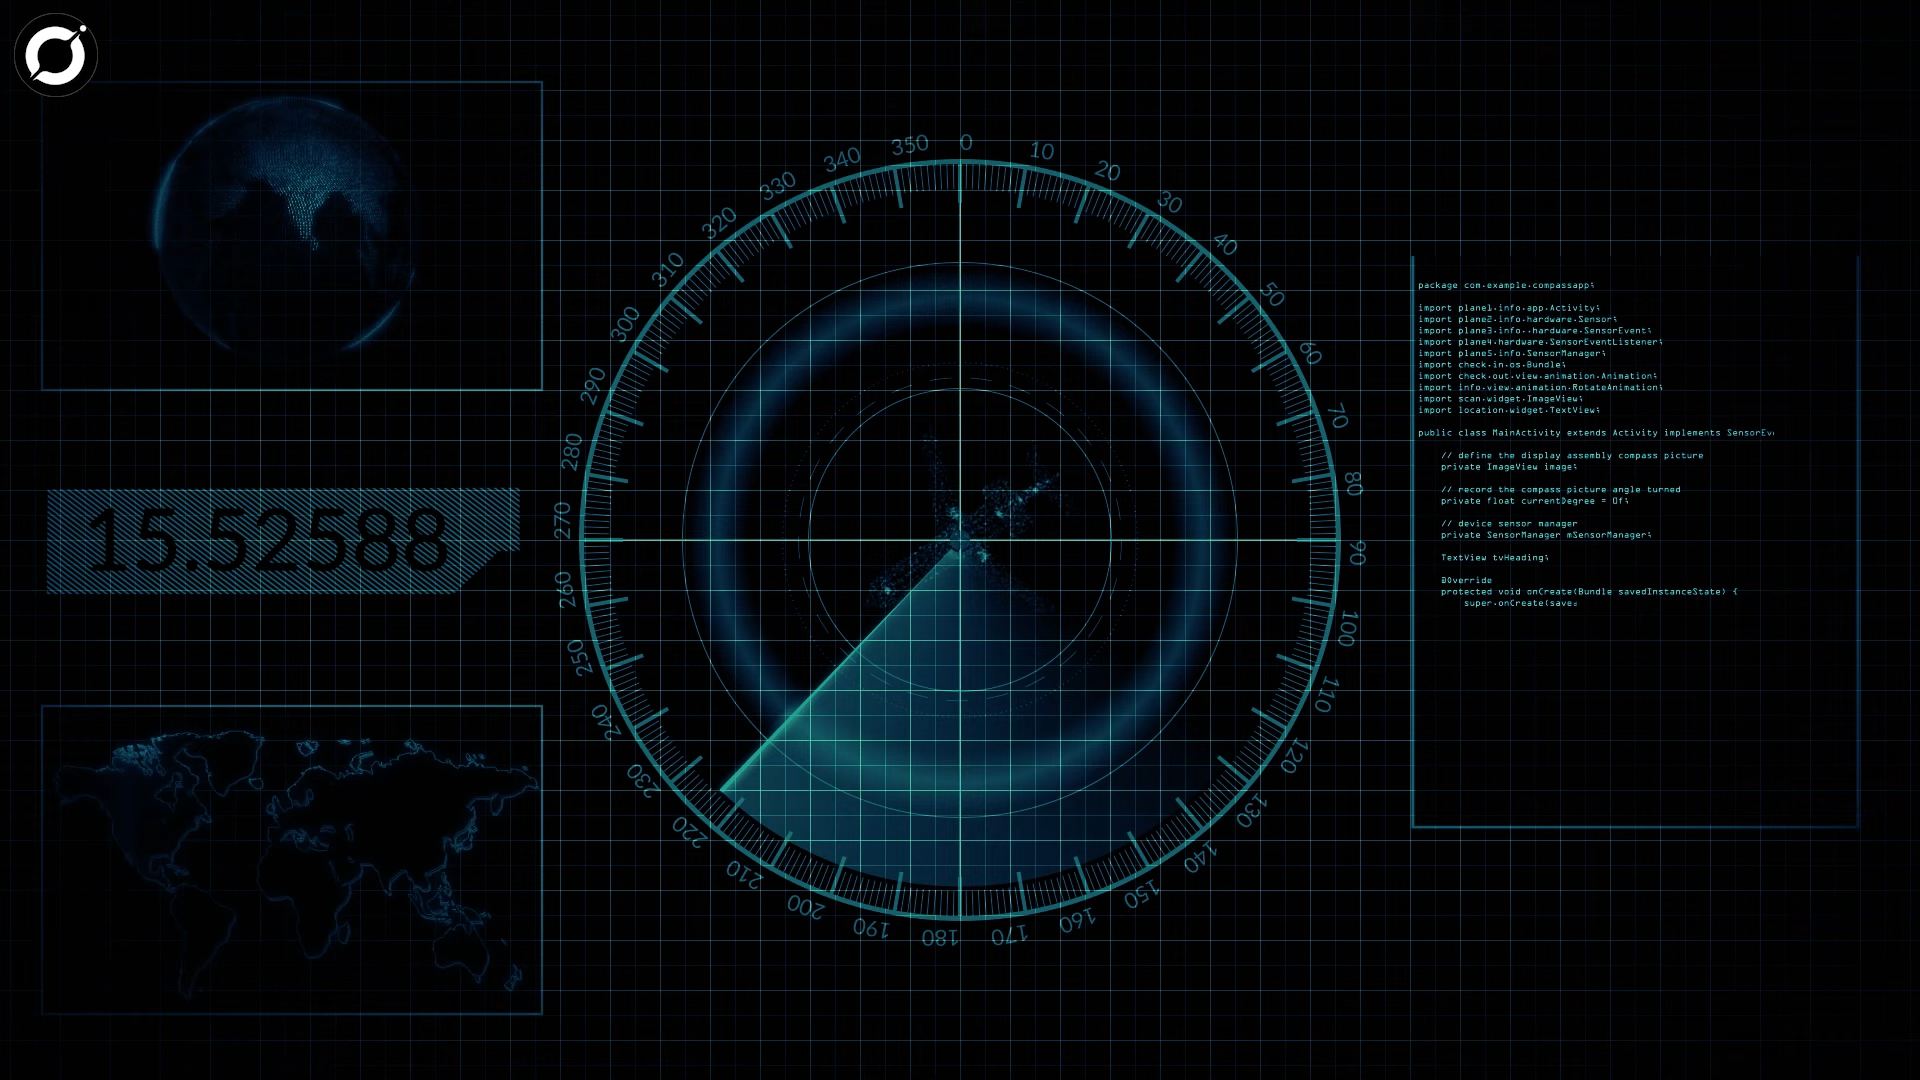 350
0
10
340
20
330
30
320
40
310
50
300
60
290
70
280
80
270
90
260
100
250
110
240
120
230
130
220
140
210
150
200
160
190
180
170
15.52588
package com.example.compassapp;
import plane1.info.app.Activity;
import plane2.info.hardware.Sensor;
import plane3.info..hardware.SensorEvent;
import plane4.hardware.SensorEventListener;
import plane5.info.SensorManager;
import check.in.os.Bundle;
import check.out.view.animation.Animation;
import info.view.animation.RotateAnimation;
import scan.widget.ImageView;
import location.widget.TextView;
public class MainActivity extends Activity implements SensorEv
// define the display assembly compass picture
private ImageView image;
// record the compass picture angle turned
private float currentDegree = 0f;
// device sensor manager
private SensorManager mSensorManager;
TextView tvHeading;
@Override
protected void onCreate(Bundle savedInstanceState) {
super.onCreate(save